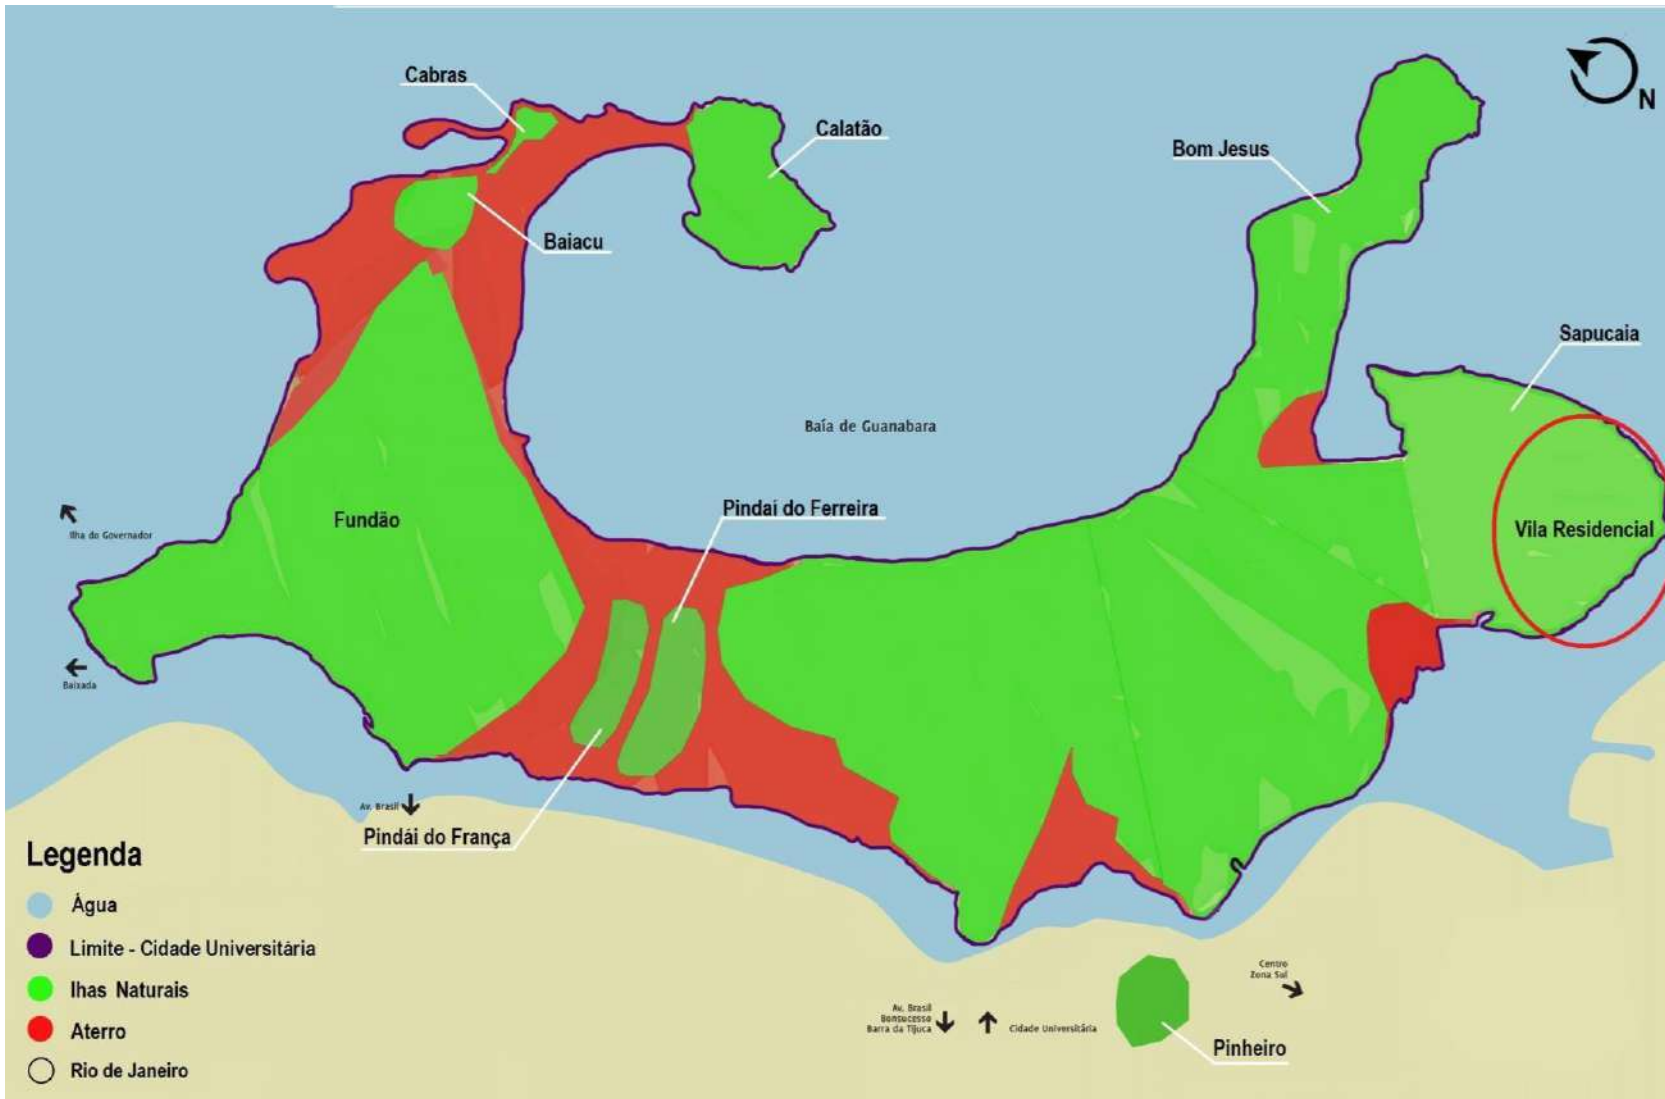 Cabras
Calatão
Bom Jesus
N
Baiacu
Sapucaia
Baía de Guanabara
Pindaí do Ferreira
Fundão
Vila Residencial
Ilha do Governador
Baixada
Av. Brasil
Pindái do França
Legenda
Água
Limite - Cidade Universitária
Ihas Naturais
Aterro
Rio de Janeiro
Centro
Zona Sul
Av. Brasil
Bonsucesso
Barra da Tijuca
Cidade Universitária
Pinheiro